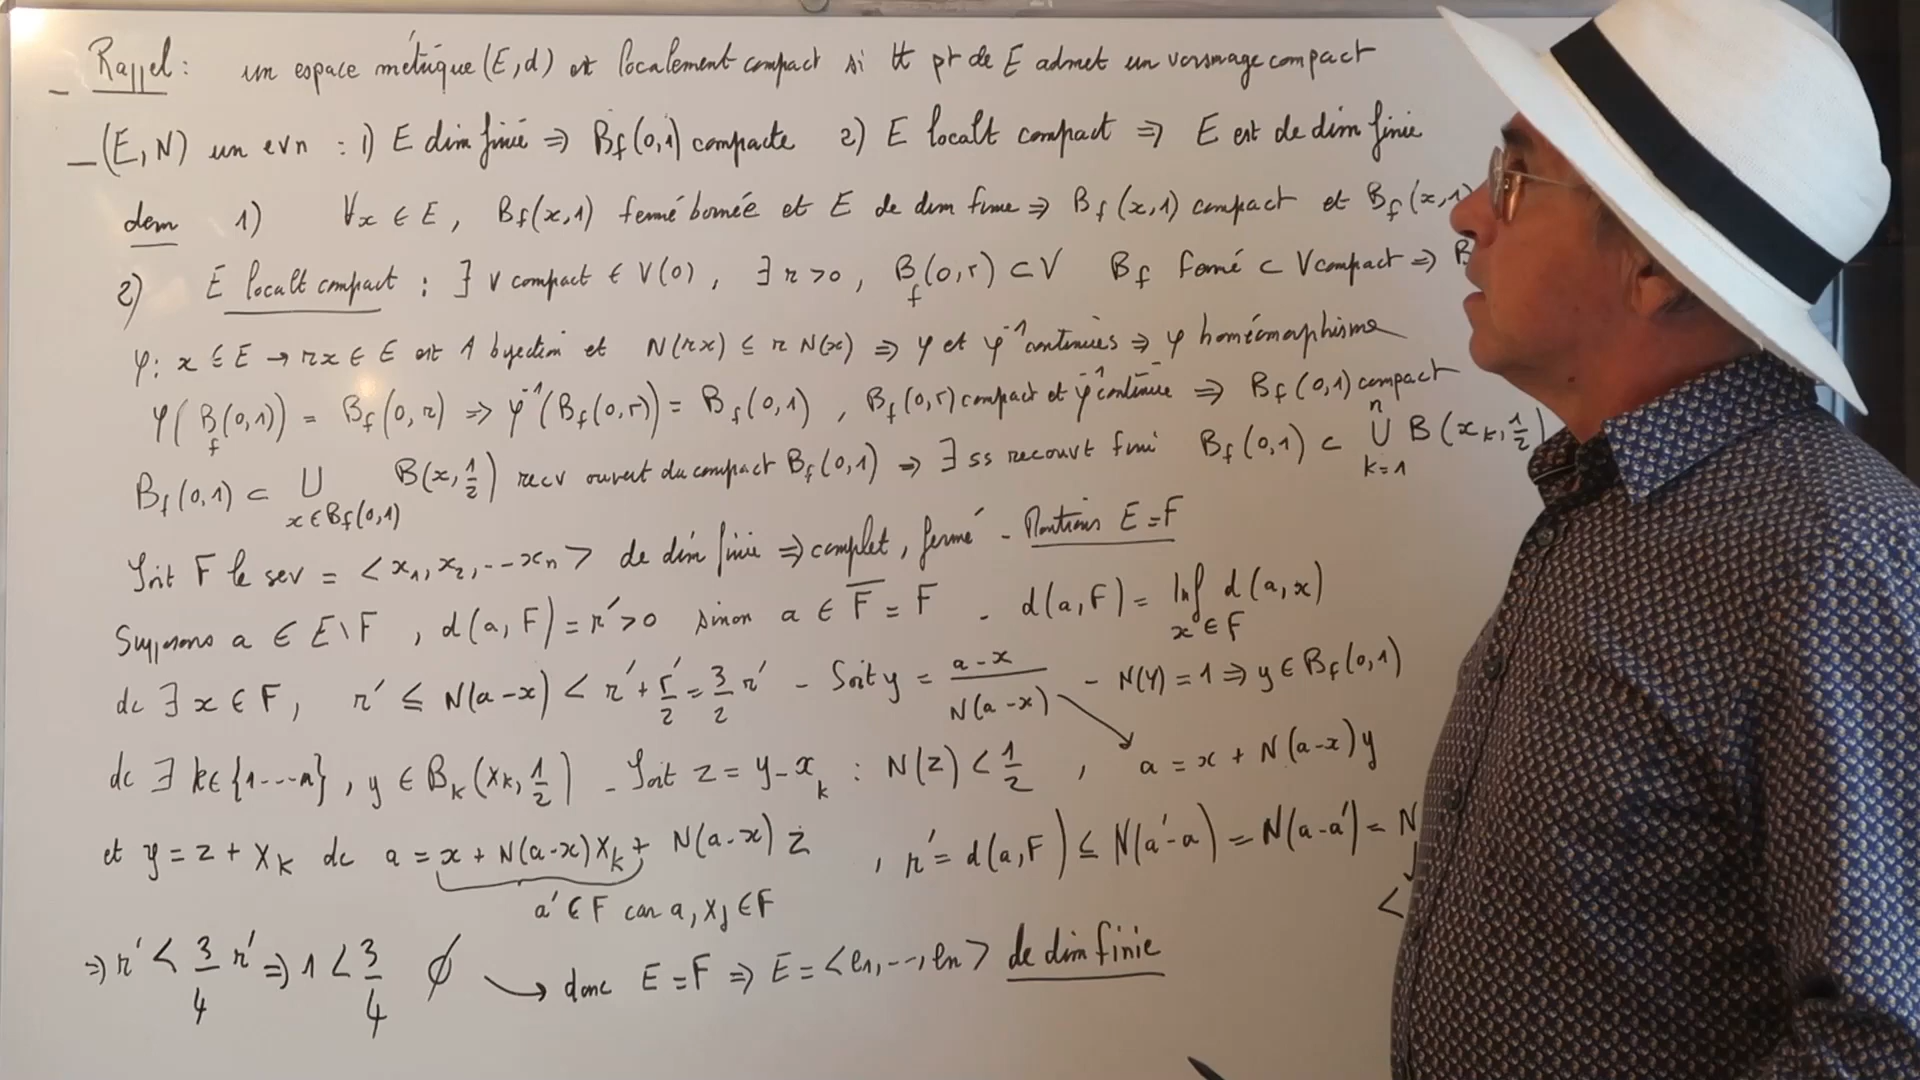 Rappel : un espace métrique (E,d) est localement compact si tt pt de E admet un voisinage compact
_ (E,N) un evn : 1) E dim finie ⇒ Bf(0,1) compacte 2) E localt compact ⇒ E est de dim finie
dem 1) ∀x ∈ E, Bf(x,1) fermé bornée et E de dim finie ⇒ Bf(x,1) compact et Bf(x,1)
2) E localt compact : ∃ V compact ∈ V(0), ∃ r >0, Bf(0,r) ⊂ V Bf fermé ⊂ V compact ⇒ B
φ: x ∈ E → rx ∈ E est 1 bijection et N(rx) ≤ r N(x) ⇒ φ et φ⁻¹ continues ⇒ φ homéomorphisme
φ(Bf(0,1)) = Bf(0,r) ⇒ φ⁻¹(Bf(0,r)) = Bf(0,1), Bf(0,r) compact et φ⁻¹ continue ⇒ Bf(0,1) compact
Bf(0,1) ⊂ ∪ x∈Bf(0,1) B(x,1/2) recv ouvert du compact Bf(0,1) ⇒ ∃ ss recouvt fini Bf(0,1) ⊂ ∪ k=1 n B(xk,1/2)
Soit F le sev = <x1, x2, --- xn> de dim finie ⇒ complet, fermé - Montrons E=F
Supposons a ∈ E\F, d(a,F) = r'>0 sinon a ∈ F̅ = F - d(a,F) = Inf x∈F d(a,x)
dc ∃ x ∈ F, r' ≤ N(a-x) < r' + r'/2 = 3/2 r' - Soit y = (a-x)/N(a-x) - N(y) = 1 ⇒ y ∈ Bf(0,1)
dc ∃ k∈{1---n}, y ∈ Bk(xk,1/2) - Soit z = y-xk : N(z) < 1/2, a = x + N(a-x)y
et y = z + xk dc a = x + N(a-x)xk + N(a-x)z, r' = d(a,F) ≤ N(a'-a) = N(a-a') = N
a' ∈ F car a, xj ∈ F <
⇒ r' < 3/4 r' ⇒ 1 < 3/4 ∅ → donc E=F ⇒ E = <e1, --, en> de dim finie